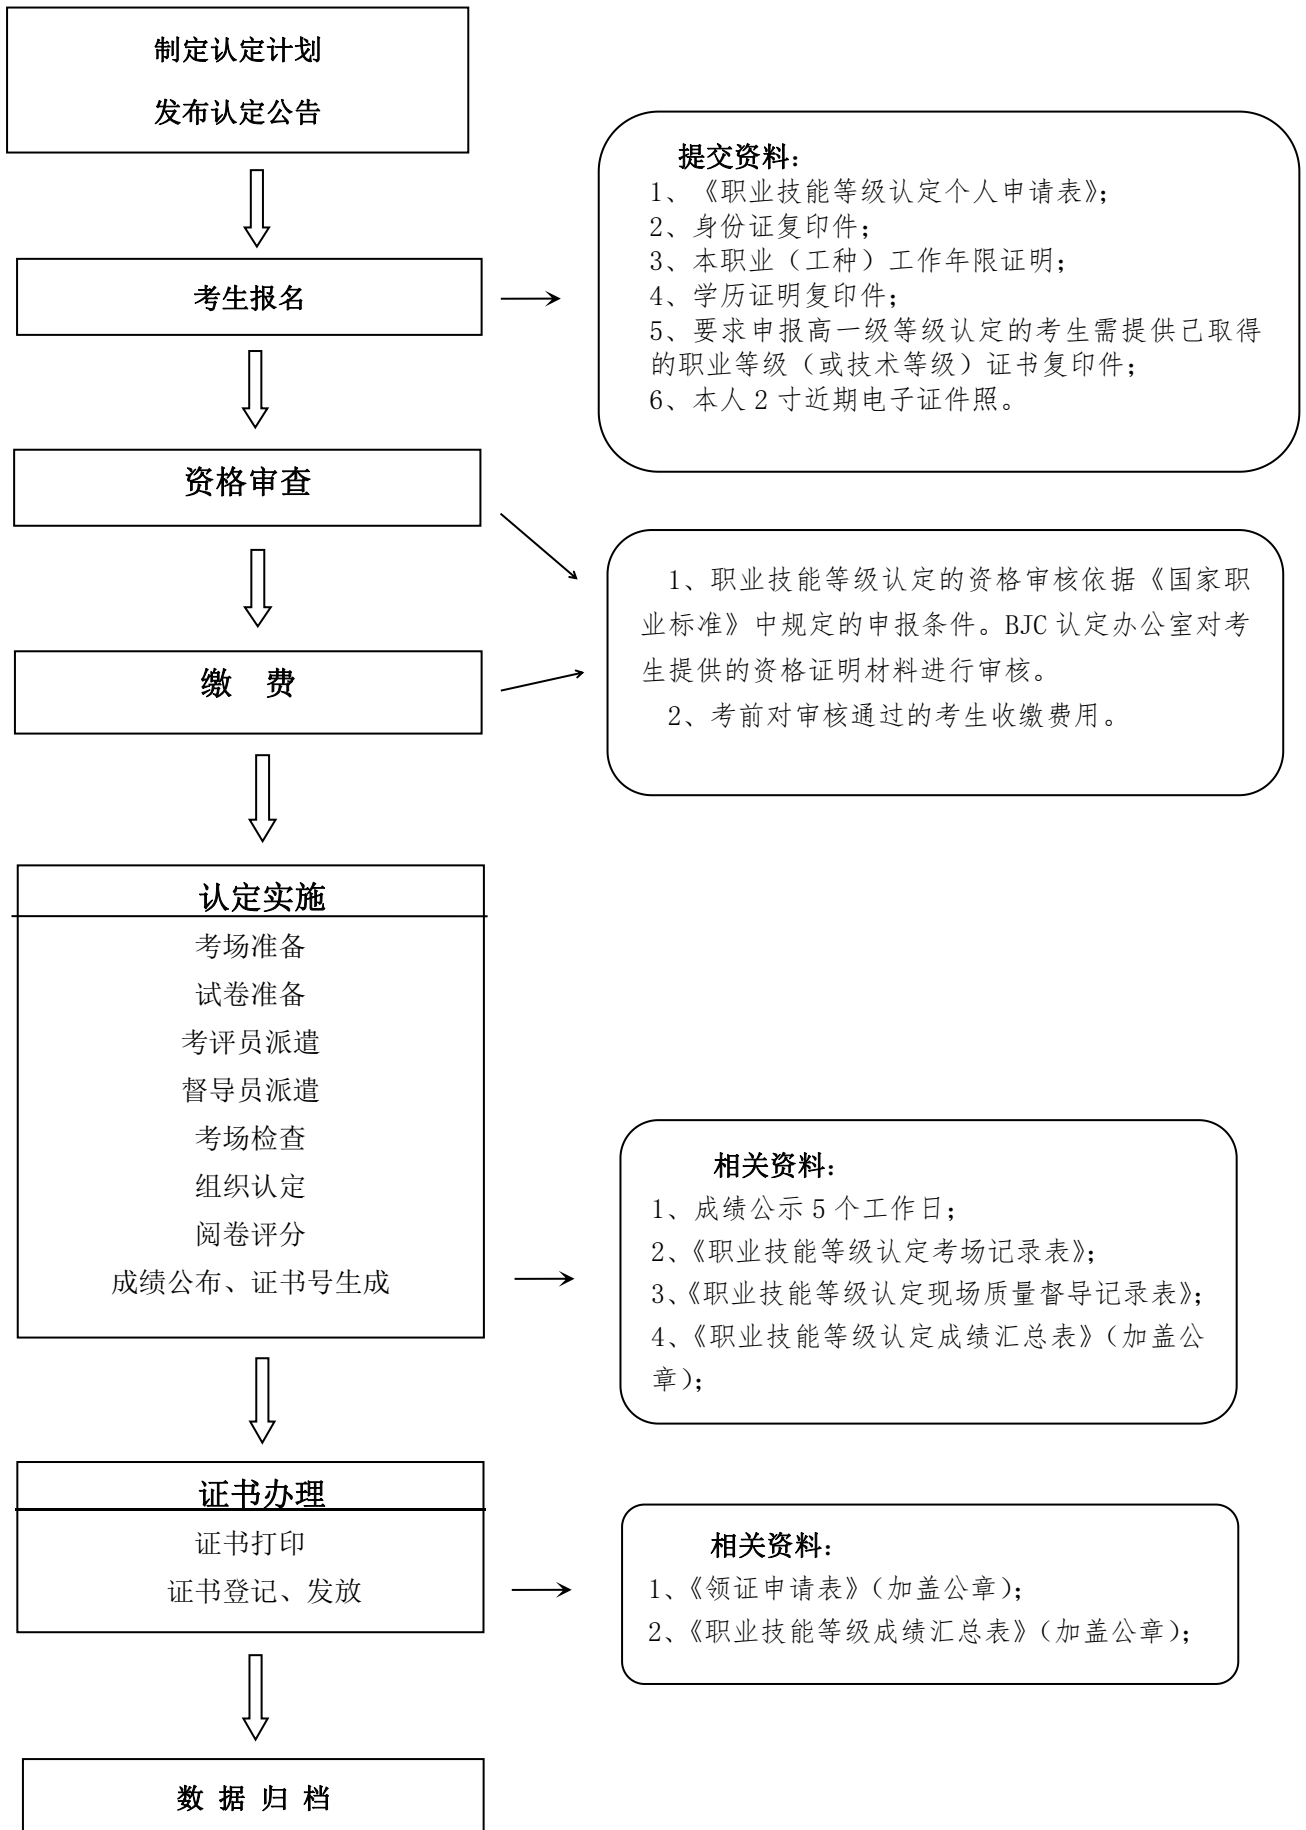 制定认定计划
发布认定公告
提交资料：
1、《职业技能等级认定个人申请表》；
2、身份证复印件；
3、本职业（工种）工作年限证明；
4、学历证明复印件；
5、要求申报高一级等级认定的考生需提供己取得
的职业等级（或技术等级）证书复印件；
6、本人 2 寸近期电子证件照。
考生报名
资格审查
1、职业技能等级认定的资格审核依据《国家职
业标准》中规定的申报条件。BJC 认定办公室对考
生提供的资格证明材料进行审核。
2、考前对审核通过的考生收缴费用。
缴 费
认定实施
考场准备
试卷准备
考评员派遣
督导员派遣
考场检查
组织认定
阅卷评分
成绩公布、证书号生成
相关资料：
1、成绩公示 5 个工作日；
2、《职业技能等级认定考场记录表》；
3、《职业技能等级认定现场质量督导记录表》；
4、《职业技能等级认定成绩汇总表》（加盖公
章）；
证书办理
证书打印
证书登记、发放
相关资料：
1、《领证申请表》（加盖公章）；
2、《职业技能等级成绩汇总表》（加盖公章）；
数 据 归 档